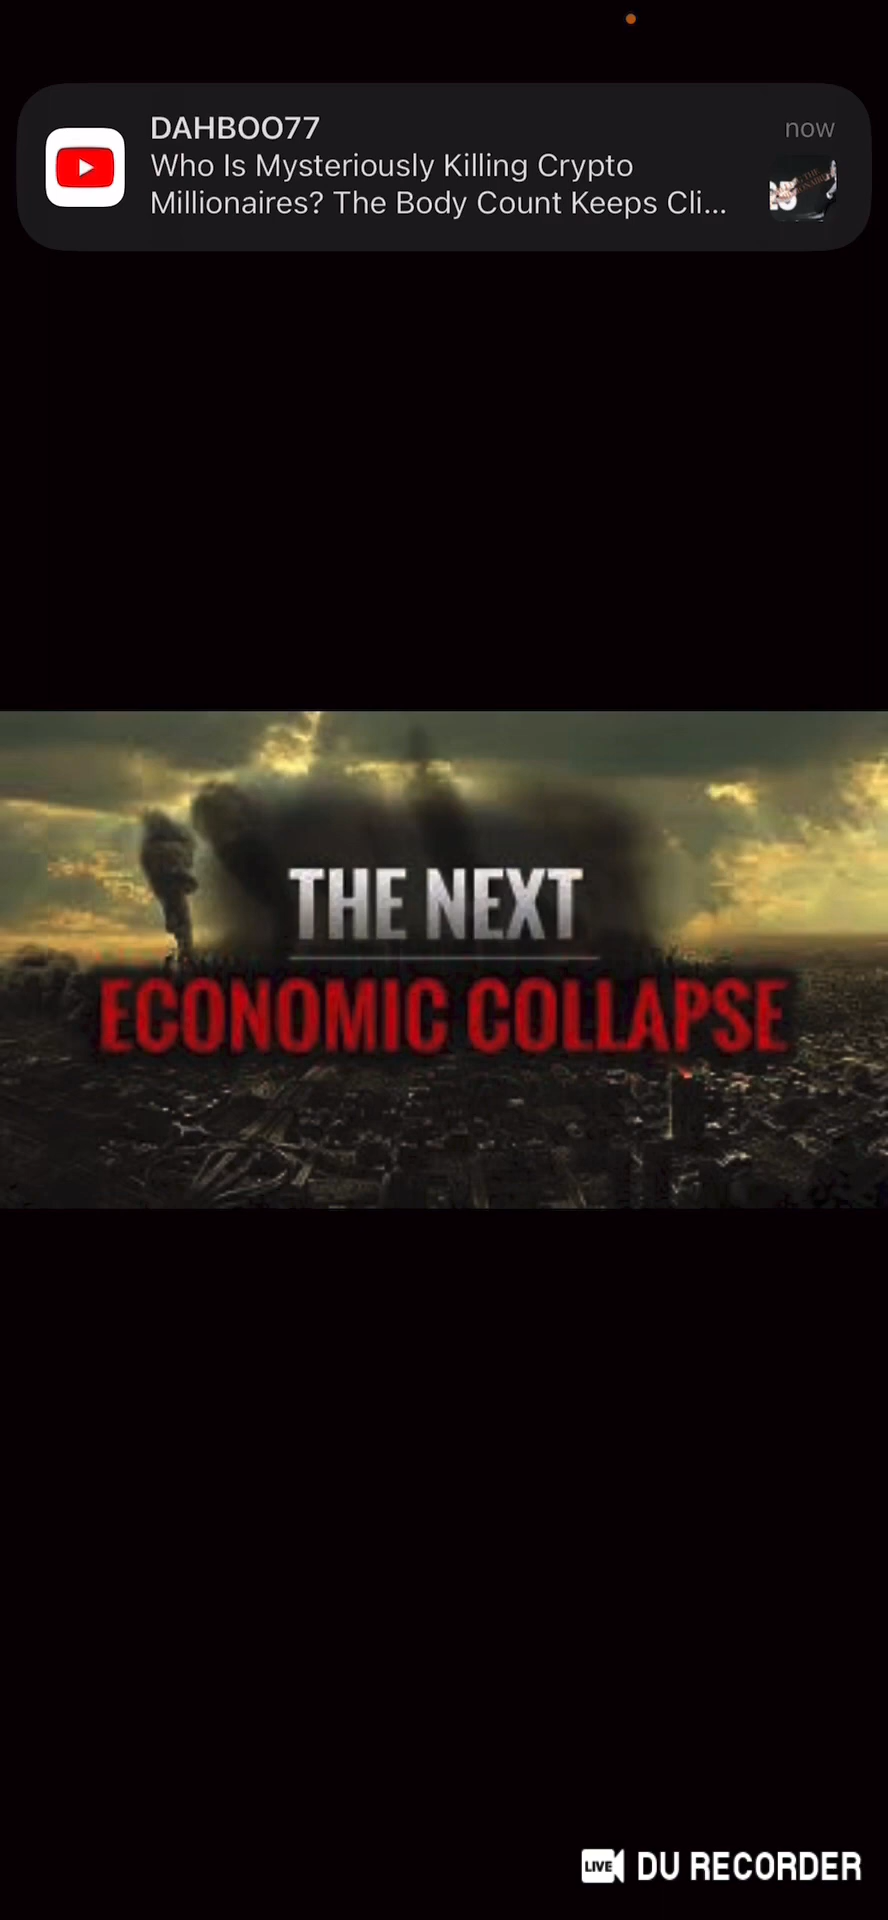 DAHBOO77
now
Who Is Mysteriously Killing Crypto
Millionaires? The Body Count Keeps Cli...
THE NEXT
ECONOMIC COLLAPSE
LIVE DU RECORDER